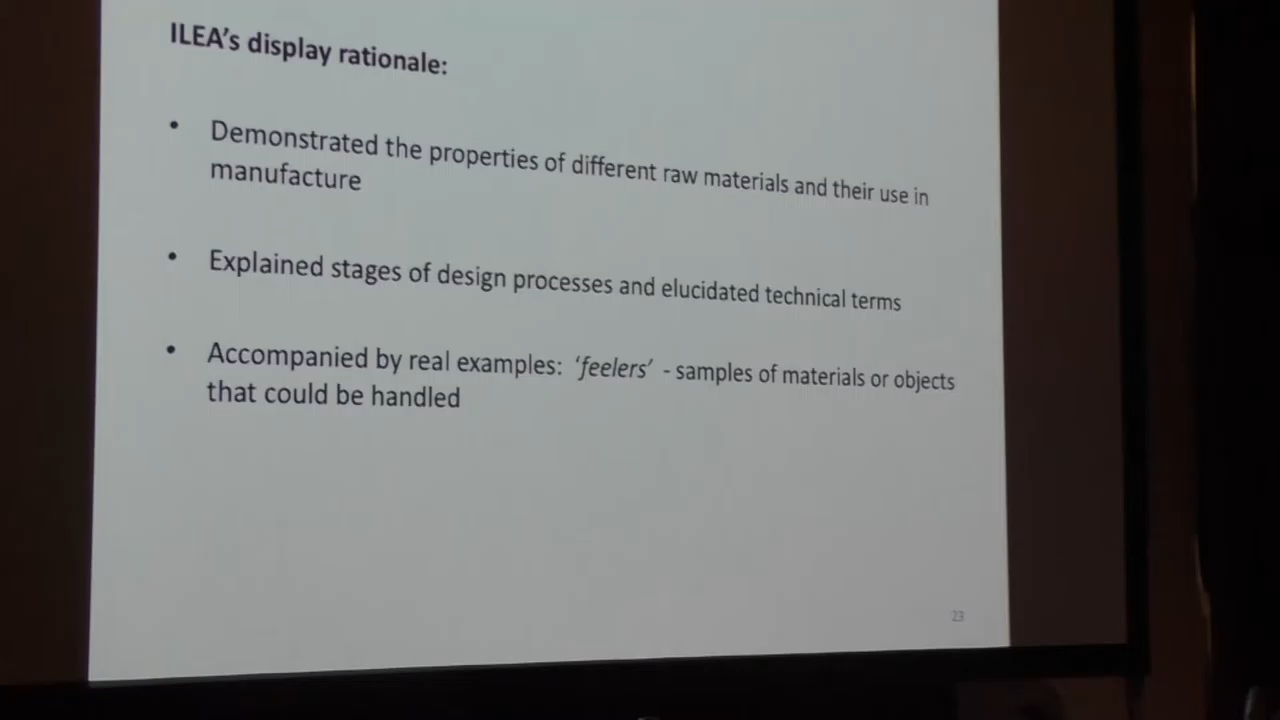 ILEA's display rationale:
• Demonstrated the properties of different raw materials and their use in
manufacture
• Explained stages of design processes and elucidated technical terms
• Accompanied by real examples: 'feelers' - samples of materials or objects
that could be handled
23